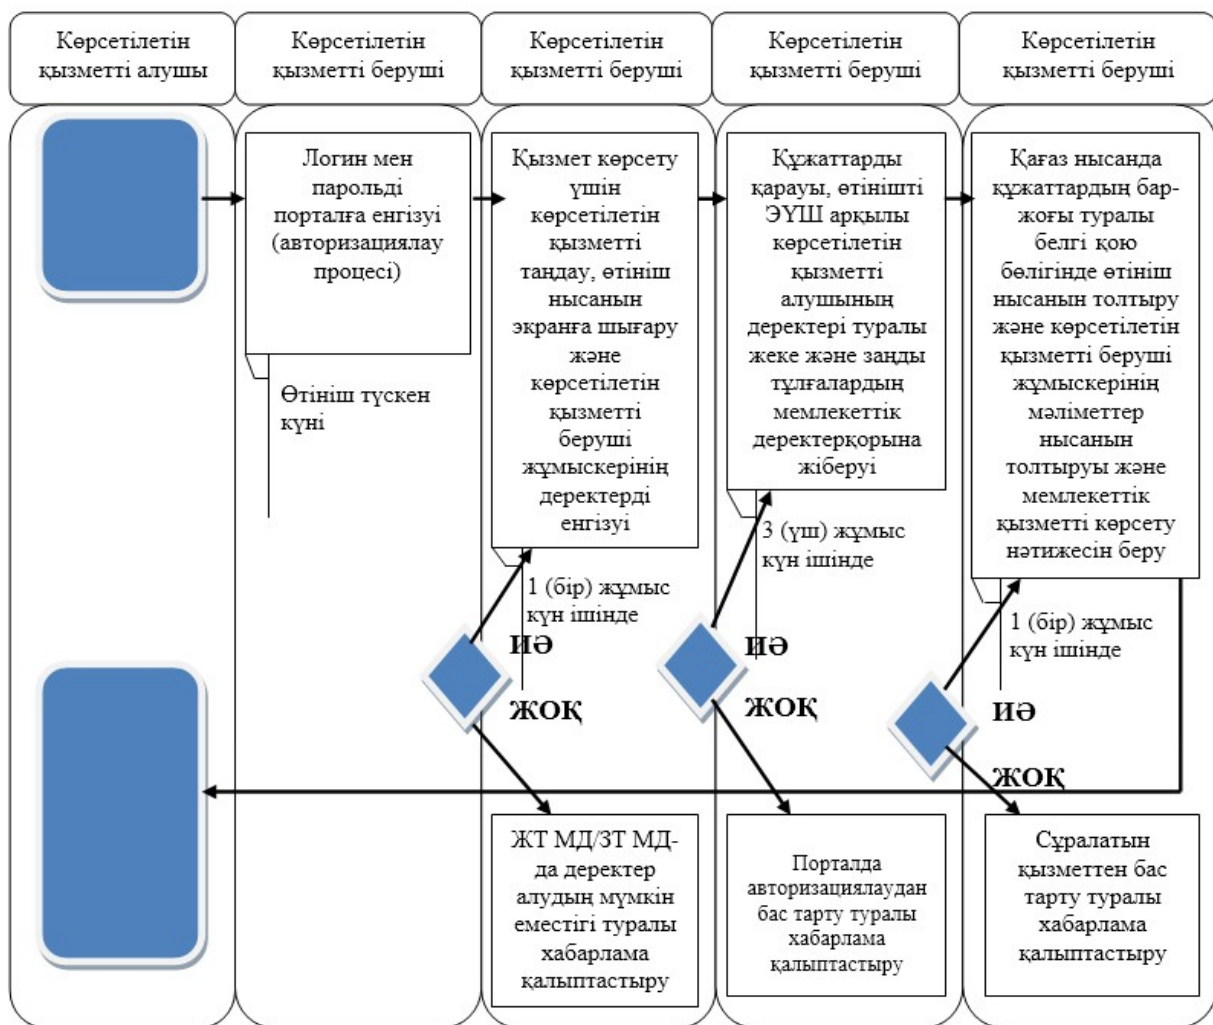 Көрсетілетін
қызметті алушы
Көрсетілетін
қызметті беруші
Көрсетілетін
қызметті беруші
Көрсетілетін
қызметті беруші
Көрсетілетін
қызметті беруші
Логин мен
парольді
порталға енгізуі
(авторизациялау
процесі)
Өтініш түскен
күні
Қызмет көрсету
үшін
көрсетілетін
қызметті
таңдау, өтініш
нысанын
экранға шығару
және
көрсетілетін
қызметті
беруші
жұмыскерінің
деректерді
енгізуі
1 (бір) жұмыс
күн ішінде
ИӘ
ЖОҚ
ЖТ МД/ЗТ МД-
да деректер
алудың мүмкін
еместігі туралы
хабарлама
қалыптастыру
Құжаттарды
қарауы, өтінішті
ЭҮШ арқылы
көрсетілетін
қызметті
алушының
деректері туралы
жеке және заңды
тұлғалардың
мемлекеттік
деректерқорына
жіберуі
3 (үш) жұмыс
күн ішінде
ИӘ
ЖОҚ
Порталда
авторизациялаудан
бас тарту туралы
хабарлама
қалыптастыру
Қағаз нысанда
құжаттардың бар-
жоғы туралы
белгі қою
бөлігінде өтініш
нысанын толтыру
және көрсетілетін
қызметті беруші
жұмыскерінің
мәліметтер
нысанын
толтыруы және
мемлекеттік
қызметті көрсету
нәтижесін беру
1 (бір) жұмыс
күн ішінде
ИӘ
ЖОҚ
Сұралатын
қызметтен бас
тарту туралы
хабарлама
қалыптастыру